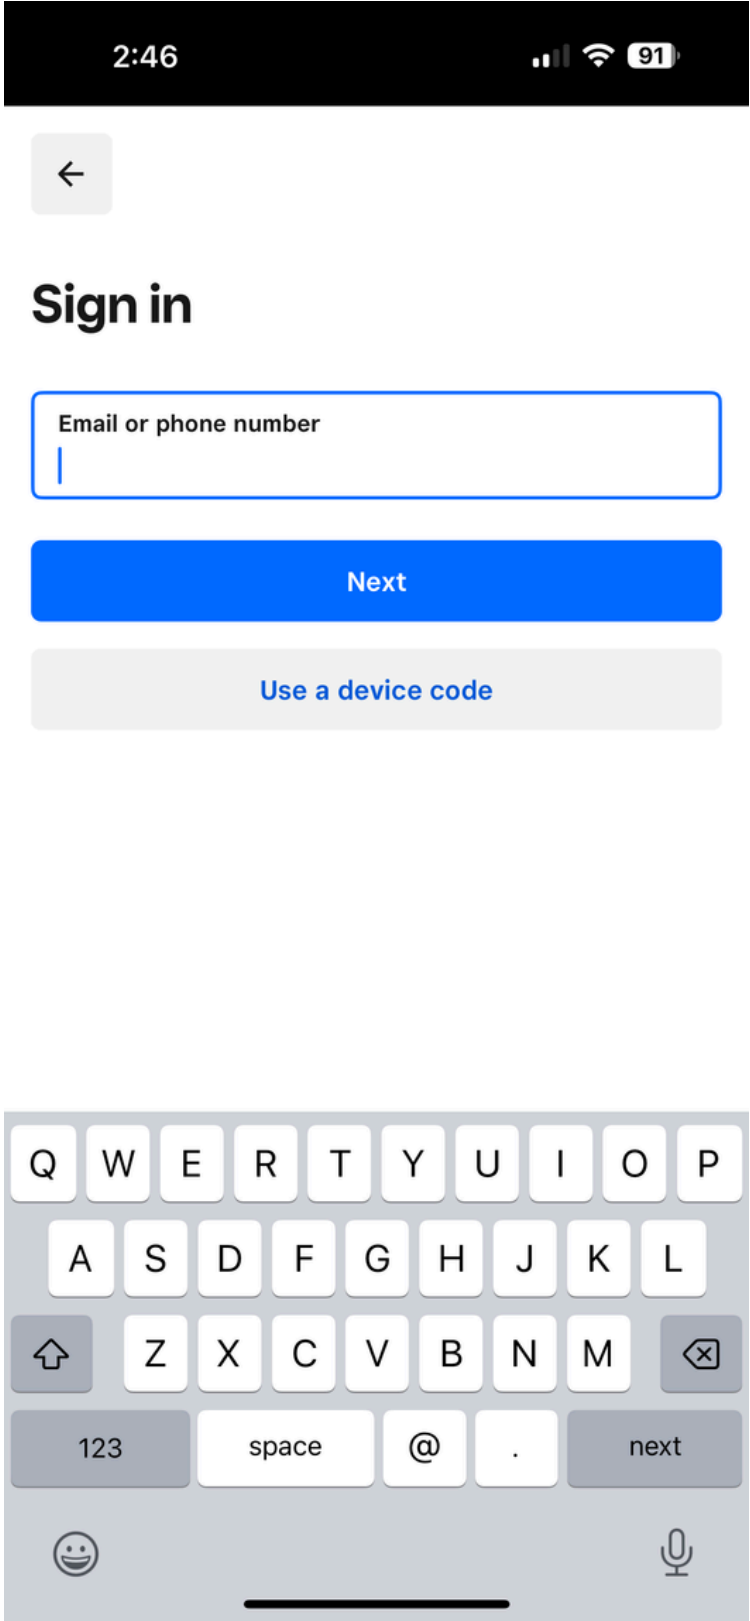 2:46 91
Sign in
Email or phone number
Next
Use a device code
Q W E R T Y U I O P
A S D F G H J K L
Z X C V B N M
123 space @ . next